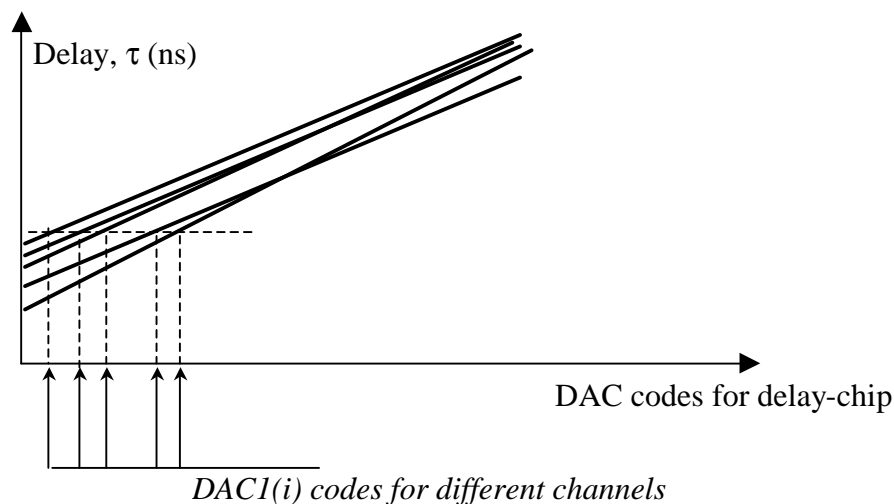 Delay, τ (ns)
DAC codes for delay-chip
DAC1(i) codes for different channels